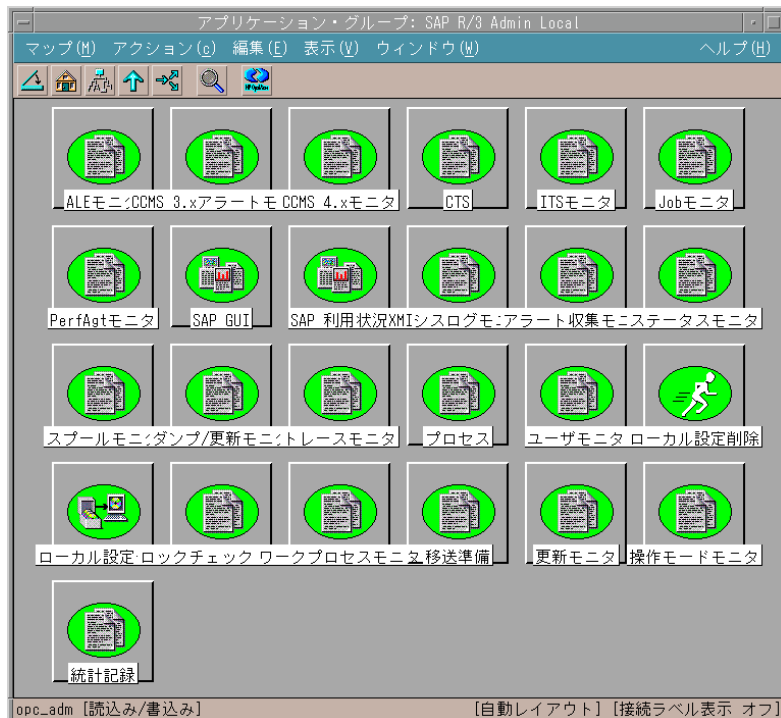 アプリケーション・グループ: SAP R/3 Admin Local
マップ(M) アクション(c) 編集(E) 表示(V) ウィンドウ(W) ヘルプ(H)
ALEモニタ CCMS 3.xアラートモ CCMS 4.xモニタ CTS ITSモニタ Jobモニタ
PerfAgtモニタ SAP GUI SAP 利用状況 XMIシスログモニ アラート収集モニ ステータスモニタ
スプールモニタ ダンプ/更新モニタ トレースモニタ プロセス ユーザモニタ ローカル設定削除
ローカル設定 ロックチェック ワークプロセスモニタ 移送準備 更新モニタ 操作モードモニタ
統計記録
opc_adm [読込み/書込み] [自動レイアウト] [接続ラベル表示 オフ]